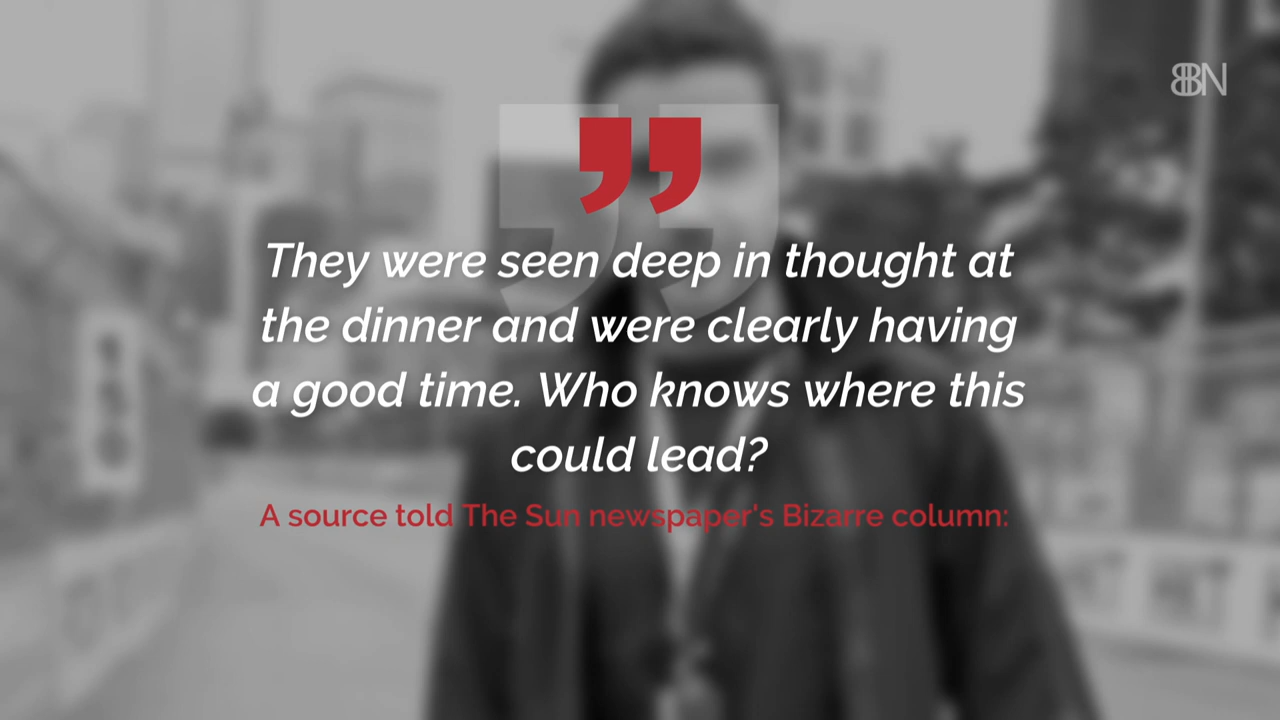 BBN
They were seen deep in thought at
the dinner and were clearly having
a good time. Who knows where this
could lead?
A source told The Sun newspaper's Bizarre column: